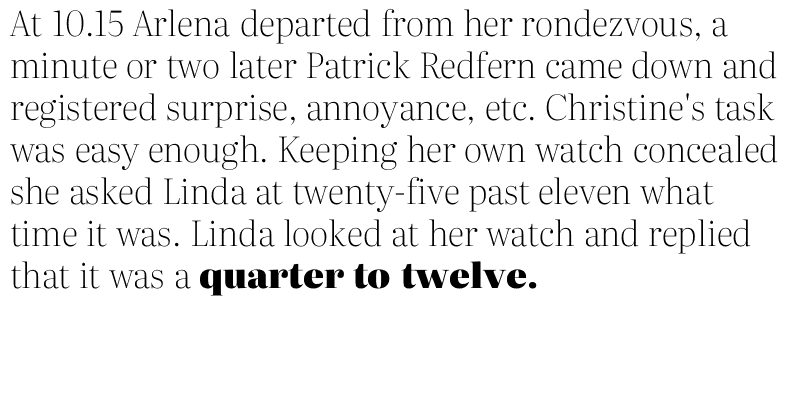 At 10.15 Arlena departed from her rondezvous, a
minute or two later Patrick Redfern came down and
registered surprise, annoyance, etc. Christine's task
was easy enough. Keeping her own watch concealed
she asked Linda at twenty-five past eleven what
time it was. Linda looked at her watch and replied
that it was a quarter to twelve.